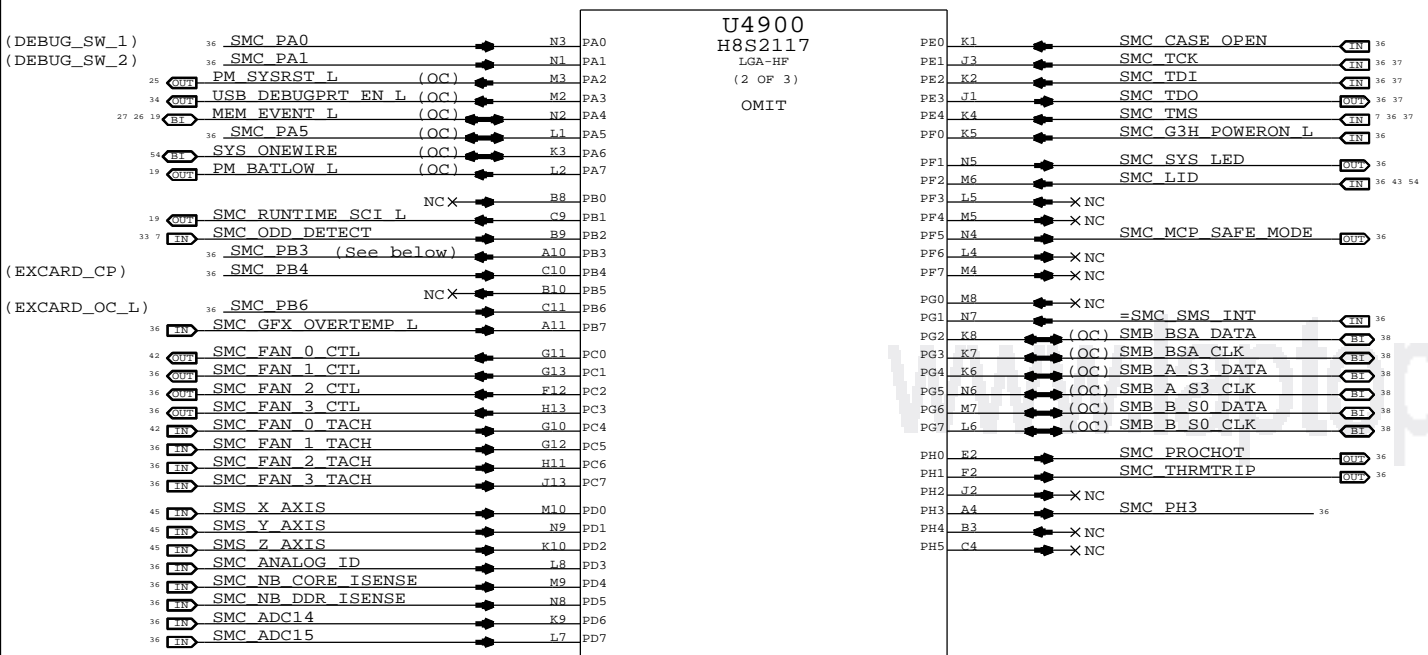 U4900
H8S2117
LGA-HF
(2 OF 3)
OMIT
(DEBUG_SW_1) 36 SMC_PA0 N3 PA0
(DEBUG_SW_2) 36 SMC_PA1 N1 PA1
25 OUT PM_SYSRST_L (OC) M3 PA2
34 OUT USB_DEBUGPRT_EN_L (OC) M2 PA3
27 26 19 BI MEM_EVENT_L (OC) N2 PA4
36 SMC_PA5 (OC) L1 PA5
54 BI SYS_ONEWIRE (OC) K3 PA6
19 OUT PM_BATLOW_L (OC) L2 PA7
NC B8 PB0
19 OUT SMC_RUNTIME_SCI_L C9 PB1
33 7 IN SMC_ODD_DETECT B9 PB2
36 SMC_PB3 (See below) A10 PB3
(EXCARD_CP) 36 SMC_PB4 C10 PB4
NC B10 PB5
(EXCARD_OC_L) 36 SMC_PB6 C11 PB6
36 IN SMC_GFX_OVERTEMP_L A11 PB7
42 OUT SMC_FAN_0_CTL G11 PC0
36 OUT SMC_FAN_1_CTL G13 PC1
36 OUT SMC_FAN_2_CTL F12 PC2
36 OUT SMC_FAN_3_CTL H13 PC3
42 IN SMC_FAN_0_TACH G10 PC4
36 IN SMC_FAN_1_TACH G12 PC5
36 IN SMC_FAN_2_TACH H11 PC6
36 IN SMC_FAN_3_TACH J13 PC7
45 IN SMS_X_AXIS M10 PD0
45 IN SMS_Y_AXIS N9 PD1
45 IN SMS_Z_AXIS K10 PD2
36 IN SMC_ANALOG_ID L8 PD3
36 IN SMC_NB_CORE_ISENSE M9 PD4
36 IN SMC_NB_DDR_ISENSE N8 PD5
36 IN SMC_ADC14 K9 PD6
36 IN SMC_ADC15 L7 PD7
PE0 K1 SMC_CASE_OPEN IN 36
PE1 J3 SMC_TCK IN 36 37
PE2 K2 SMC_TDI IN 36 37
PE3 J1 SMC_TDO OUT 36 37
PE4 K4 SMC_TMS IN 7 36 37
PF0 K5 SMC_G3H_POWERON_L IN 36
PF1 N5 SMC_SYS_LED OUT 36
PF2 M6 SMC_LID IN 36 43 54
PF3 L5 NC
PF4 M5 NC
PF5 N4 SMC_MCP_SAFE_MODE OUT 36
PF6 L4 NC
PF7 M4 NC
PG0 M8 NC
PG1 N7 =SMC_SMS_INT IN 36
PG2 K8 (OC) SMB_BSA_DATA BI 38
PG3 K7 (OC) SMB_BSA_CLK BI 38
PG4 K6 (OC) SMB_A_S3_DATA BI 38
PG5 N6 (OC) SMB_A_S3_CLK BI 38
PG6 M7 (OC) SMB_B_S0_DATA BI 38
PG7 L6 (OC) SMB_B_S0_CLK BI 38
PH0 E2 SMC_PROCHOT OUT 36
PH1 F2 SMC_THRMTRIP OUT 36
PH2 J2 NC
PH3 A4 SMC_PH3 36
PH4 B3 NC
PH5 C4 NC
www.laptop